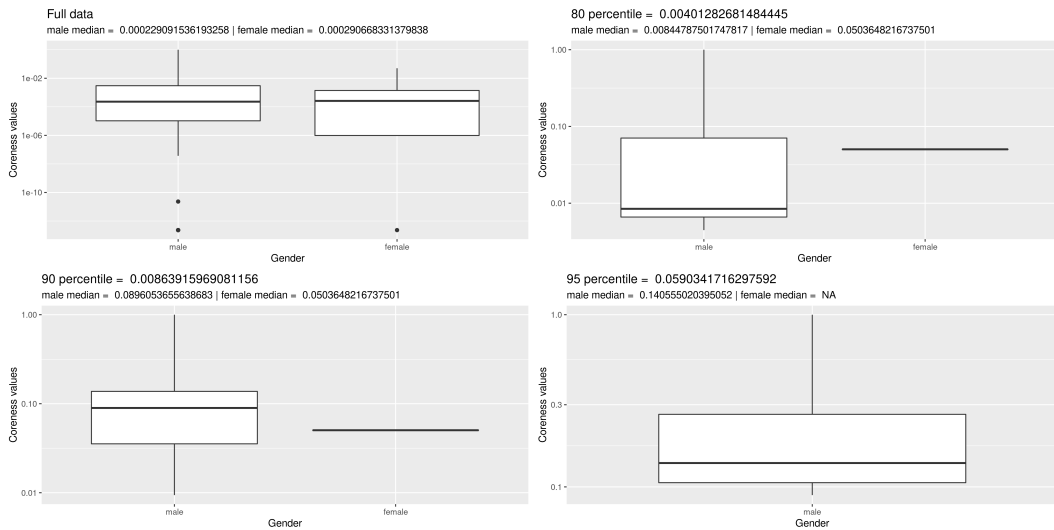 Full data
male median = 0.000229091536193258 | female median = 0.000290668331379838
Coreness values
1e-02
1e-06
1e-10
male
female
Gender
80 percentile = 0.00401282681484445
male median = 0.00844787501747817 | female median = 0.0503648216737501
Coreness values
1.00
0.10
0.01
male
female
Gender
90 percentile = 0.00863915969081156
male median = 0.0896053655638683 | female median = 0.0503648216737501
Coreness values
1.00
0.10
0.01
male
female
Gender
95 percentile = 0.0590341716297592
male median = 0.140555020395052 | female median = NA
Coreness values
1.0
0.3
0.1
male
Gender